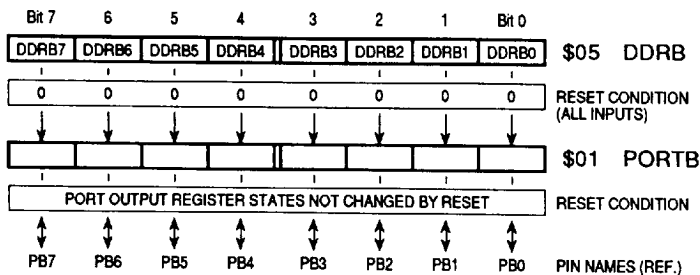 Bit 7 6 5 4 3 2 1 Bit 0
DDRB7 DDRB6 DDRB5 DDRB4 DDRB3 DDRB2 DDRB1 DDRB0 $05 DDRB
0 0 0 0 0 0 0 0 RESET CONDITION
(ALL INPUTS)
$01 PORTB
PORT OUTPUT REGISTER STATES NOT CHANGED BY RESET RESET CONDITION
PB7 PB6 PB5 PB4 PB3 PB2 PB1 PB0 PIN NAMES (REF.)